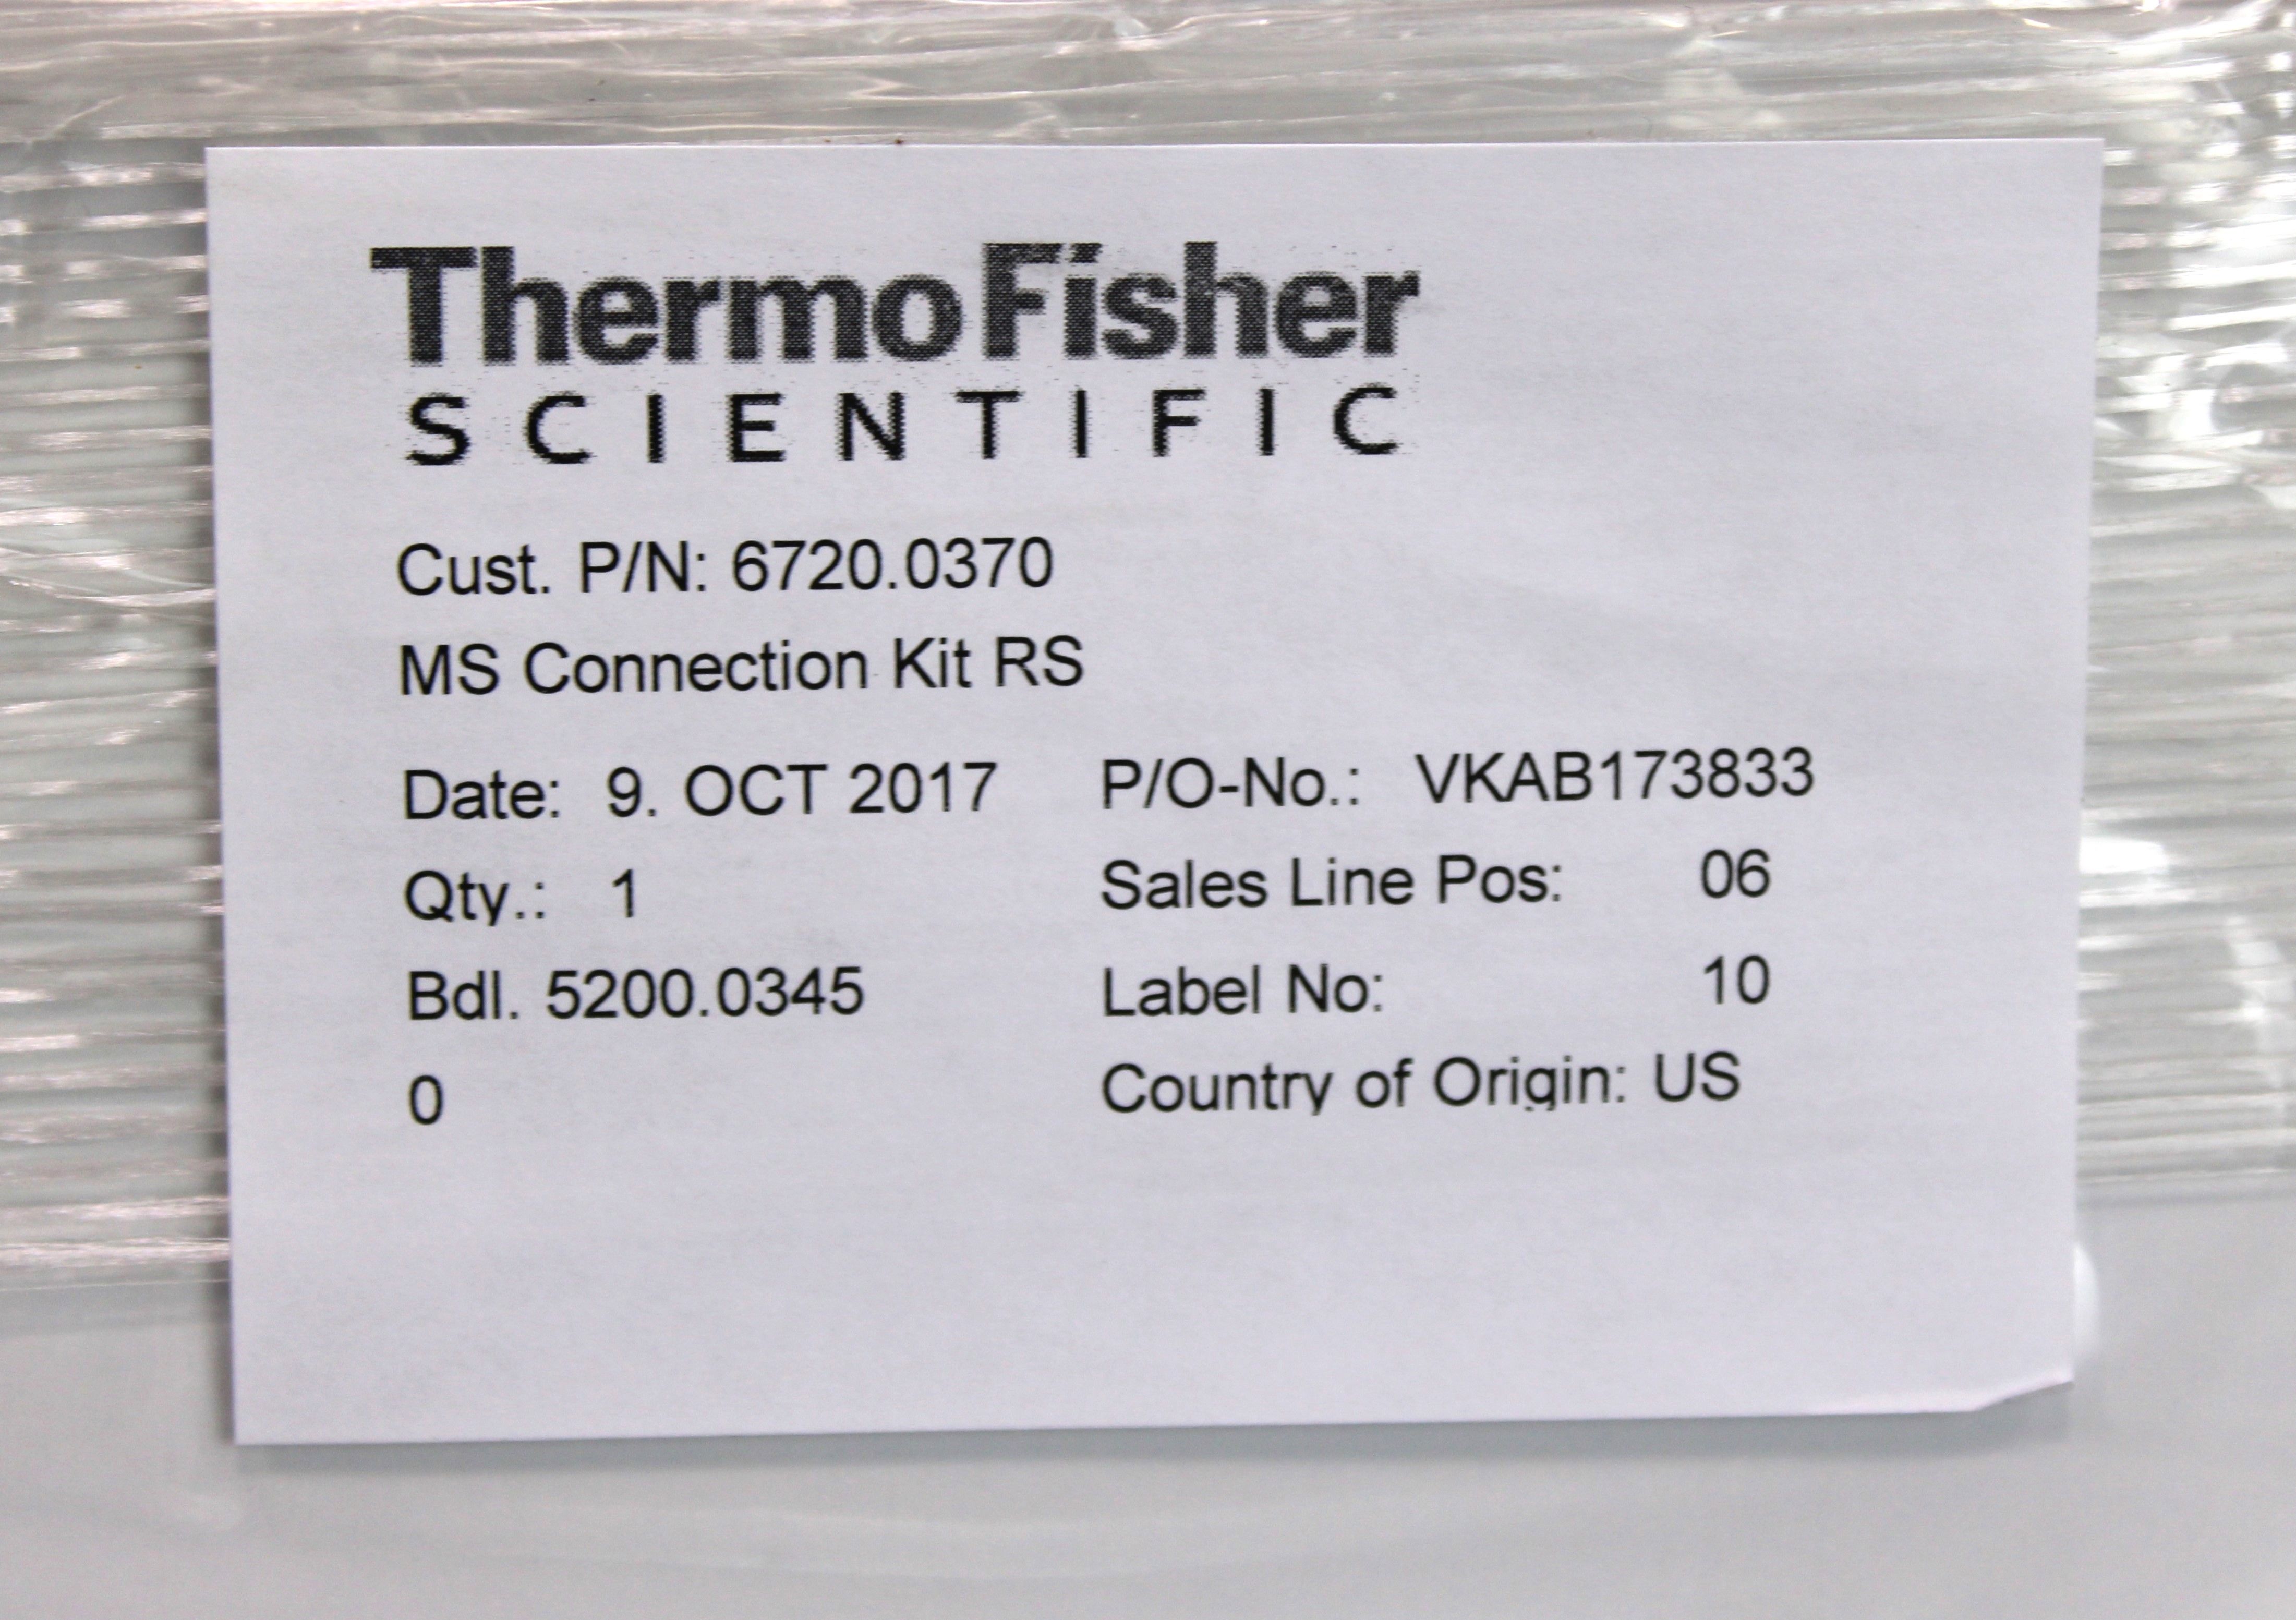 ThermoFisher
SCIENTIFIC
Cust. P/N: 6720.0370
MS Connection Kit RS
Date: 9. OCT 2017 P/O-No.: VKAB173833
Qty.: 1 Sales Line Pos: 06
Bdl. 5200.0345 Label No: 10
0 Country of Origin: US